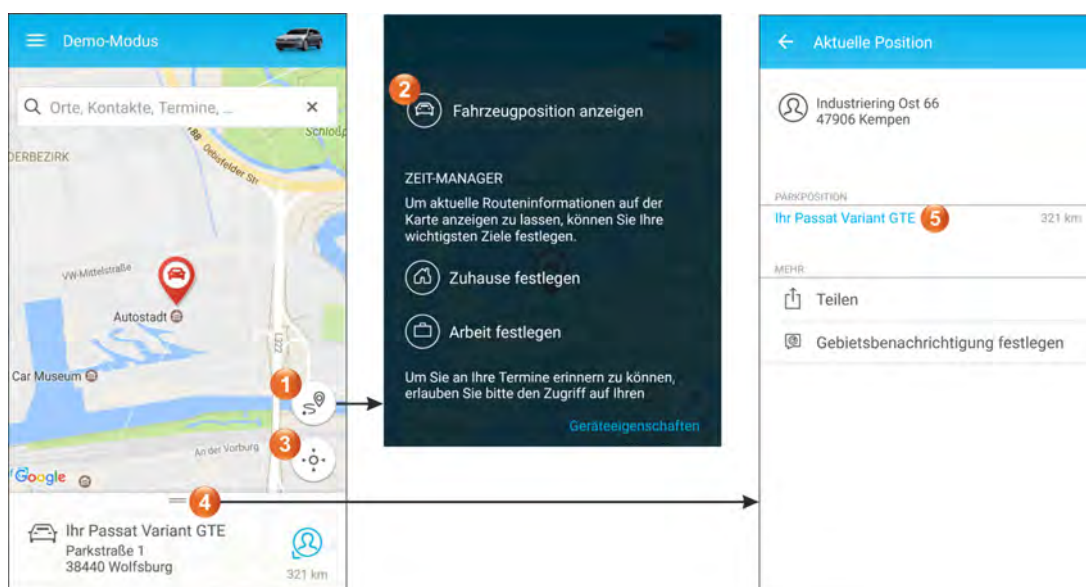 Demo-Modus
Orte, Kontakte, Termine, ...
188
Oebisfelder Str
DERBEZIRK
VW-Mittelstraße
Autostadt
L322
Car Museum
1
An der Vorburg
3
Google
4
Ihr Passat Variant GTE
Parkstraße 1
38440 Wolfsburg
321 km
2
Fahrzeugposition anzeigen
ZEIT-MANAGER
Um aktuelle Routeninformationen auf der
Karte anzeigen zu lassen, können Sie Ihre
wichtigsten Ziele festlegen.
Zuhause festlegen
Arbeit festlegen
Um Sie an Ihre Termine erinnern zu können,
erlauben Sie bitte den Zugriff auf Ihren
Geräteeigenschaften
Aktuelle Position
Industriering Ost 66
47906 Kempen
PARKPOSITION
Ihr Passat Variant GTE 5
321 km
MEHR
Teilen
Gebietsbenachrichtigung festlegen